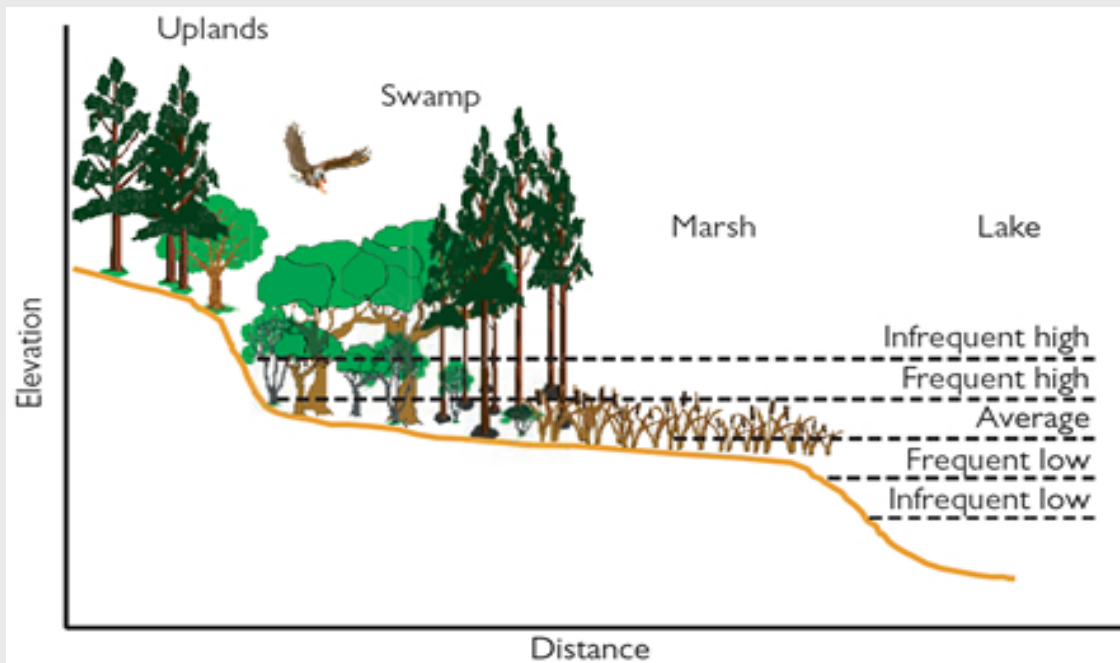 Uplands
Swamp
Marsh
Lake
Infrequent high
Frequent high
Average
Frequent low
Infrequent low
Elevation
Distance